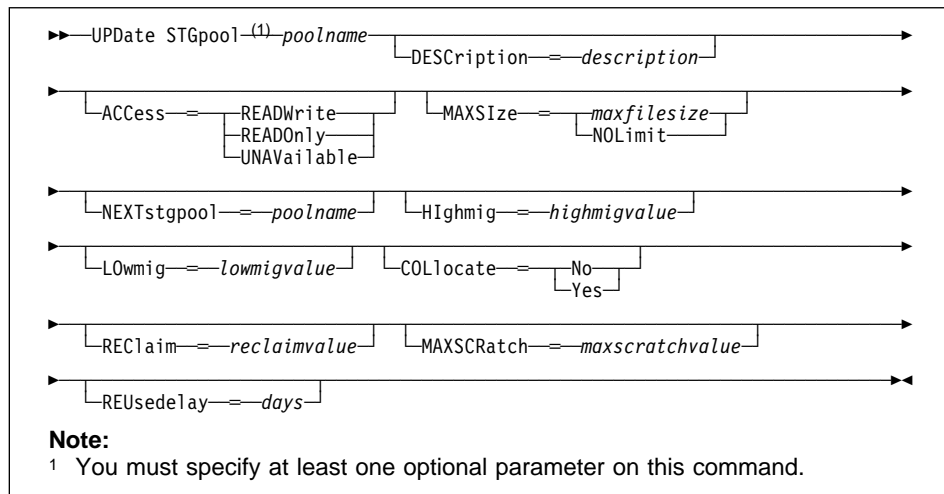 UPDate STGpool (1) poolname DESCription = description
ACCess = READWrite MAXSIze = maxfilesize
READOnly NOLimit
UNAVailable
NEXTstgpool = poolname HIghmig = highmigvalue
LOwmig = lowmigvalue COLlocate = No
Yes
REClaim = reclaimvalue MAXSCRatch = maxscratchvalue
REUsedelay = days
Note:
1 You must specify at least one optional parameter on this command.